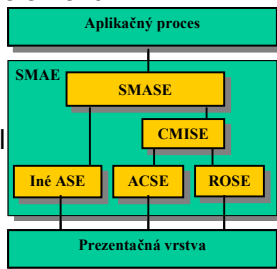 Aplikačný proces
SMAE
SMASE
CMISE
Iné ASE
ACSE
ROSE
Prezentačná vrstva